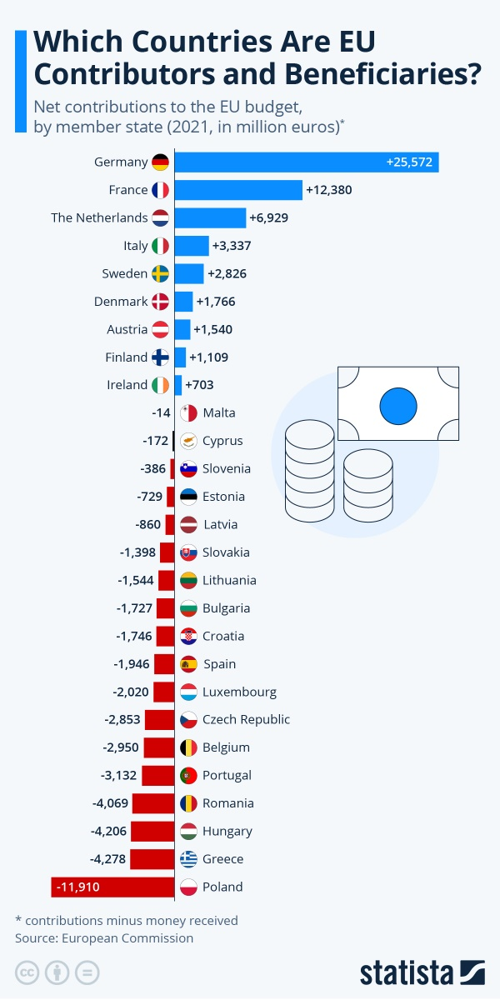 Which Countries Are EU
Contributors and Beneficiaries?
Net contributions to the EU budget,
by member state (2021, in million euros)*
Germany +25,572
France +12,380
The Netherlands +6,929
Italy +3,337
Sweden +2,826
Denmark +1,766
Austria +1,540
Finland +1,109
Ireland +703
-14 Malta
-172 Cyprus
-386 Slovenia
-729 Estonia
-860 Latvia
-1,398 Slovakia
-1,544 Lithuania
-1,727 Bulgaria
-1,746 Croatia
-1,946 Spain
-2,020 Luxembourg
-2,853 Czech Republic
-2,950 Belgium
-3,132 Portugal
-4,069 Romania
-4,206 Hungary
-4,278 Greece
-11,910 Poland
* contributions minus money received
Source: European Commission
cc
statista